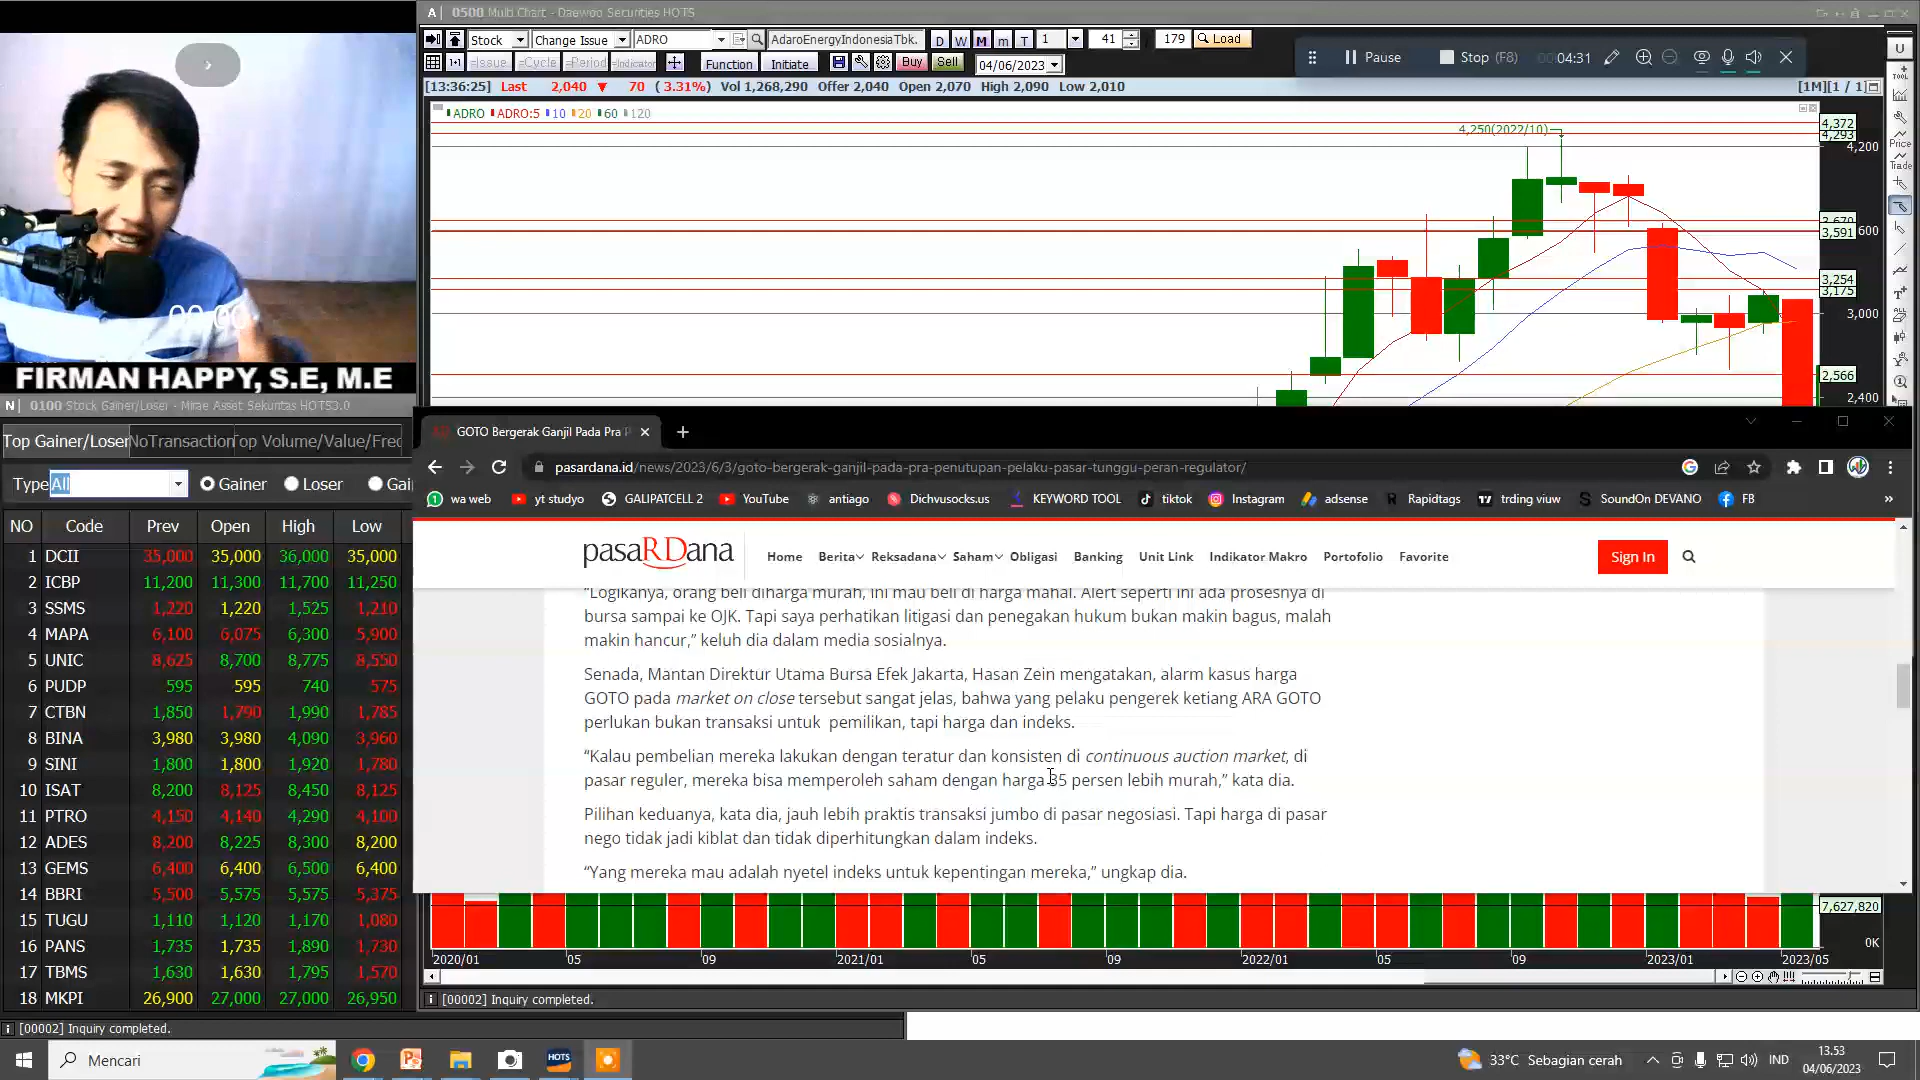 00:00
FIRMAN HAPPY, S.E, M.E
N 0100 Stock Gainer/Loser - Mirae Asset Sekuritas HOTS3.0
Top Gainer/Loser NoTransaction Top Volume/Value/Frec
Type All Gainer Loser Gai
NO Code Prev Open High Low
1 DCII 35,000 35,000 36,000 35,000
2 ICBP 11,200 11,300 11,700 11,250
3 SSMS 1,220 1,220 1,525 1,210
4 MAPA 6,100 6,075 6,300 5,900
5 UNIC 8,625 8,700 8,775 8,550
6 PUDP 595 595 740 575
7 CTBN 1,850 1,790 1,990 1,785
8 BINA 3,980 3,980 4,090 3,960
9 SINI 1,800 1,800 1,920 1,780
10 ISAT 8,200 8,125 8,450 8,125
11 PTRO 4,150 4,140 4,290 4,100
12 ADES 8,200 8,225 8,300 8,200
13 GEMS 6,400 6,400 6,500 6,400
14 BBRI 5,500 5,575 5,575 5,375
15 TUGU 1,110 1,120 1,170 1,080
16 PANS 1,735 1,735 1,890 1,730
17 TBMS 1,630 1,630 1,795 1,570
18 MKPI 26,900 27,000 27,000 26,950
[00002] Inquiry completed.
A 0500 Multi Chart - Daewoo Securities HOTS
Stock Change Issue ADRO AdaroEnergyIndonesiaTbk. D W M m T 1 41 179 Load
=Issue =Cycle =Period =Indicator Function Initiate Buy Sell 04/06/2023
Pause Stop (F8) 00:04:31
[13:36:25] Last 2,040 ▼ 70 ( 3.31%) Vol 1,268,290 Offer 2,040 Open 2,070 High 2,090 Low 2,010 [1M][1 / 1]
ADRO ADRO:5 10 20 60 120
4,250(2022/10)
4,372
4,293
4,200
3,670
3,591
600
3,254
3,175
3,000
2,566
2,400
U
TOOL
Price
Trade
GOTO Bergerak Ganjil Pada Pra P
pasardana.id/news/2023/6/3/goto-bergerak-ganjil-pada-pra-penutupan-pelaku-pasar-tunggu-peran-regulator/
wa web yt studyo GALIPATCELL 2 YouTube antiago Dichvusocks.us KEYWORD TOOL tiktok Instagram adsense Rapidtags trding viuw SoundOn DEVANO FB »
pasaRDana Home Berita Reksadana Saham Obligasi Banking Unit Link Indikator Makro Portofolio Favorite Sign In
“Logikanya, orang beli diharga murah, ini mau beli di harga mahal. Alert seperti ini ada prosesnya di
bursa sampai ke OJK. Tapi saya perhatikan litigasi dan penegakan hukum bukan makin bagus, malah
makin hancur,” keluh dia dalam media sosialnya.
Senada, Mantan Direktur Utama Bursa Efek Jakarta, Hasan Zein mengatakan, alarm kasus harga
GOTO pada market on close tersebut sangat jelas, bahwa yang pelaku pengerek ketiang ARA GOTO
perlukan bukan transaksi untuk pemilikan, tapi harga dan indeks.
“Kalau pembelian mereka lakukan dengan teratur dan konsisten di continuous auction market, di
pasar reguler, mereka bisa memperoleh saham dengan harga 35 persen lebih murah,” kata dia.
Pilihan keduanya, kata dia, jauh lebih praktis transaksi jumbo di pasar negosiasi. Tapi harga di pasar
nego tidak jadi kiblat dan tidak diperhitungkan dalam indeks.
“Yang mereka mau adalah nyetel indeks untuk kepentingan mereka,” ungkap dia.
7,627,820
0K
2020/01 05 09 2021/01 05 09 2022/01 05 09 2023/01 2023/05
[00002] Inquiry completed.
Mencari
HOTS
33°C Sebagian cerah
IND
13.53
04/06/2023